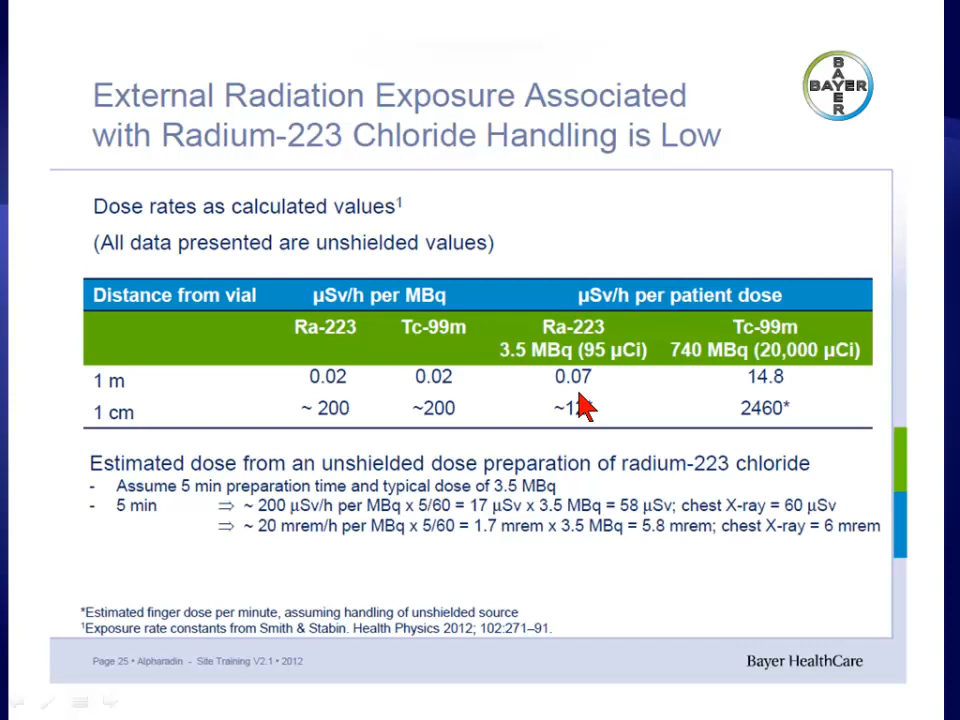 BAYER
BAYER
External Radiation Exposure Associated
with Radium-223 Chloride Handling is Low
Dose rates as calculated values¹
(All data presented are unshielded values)
Distance from vial µSv/h per MBq µSv/h per patient dose
Ra-223 Tc-99m Ra-223 Tc-99m
3.5 MBq (95 µCi) 740 MBq (20,000 µCi)
1 m 0.02 0.02 0.07 14.8
1 cm ~ 200 ~200 2460*
Estimated dose from an unshielded dose preparation of radium-223 chloride
- Assume 5 min preparation time and typical dose of 3.5 MBq
- 5 min ⇒ ~ 200 µSv/h per MBq x 5/60 = 17 µSv x 3.5 MBq = 58 µSv; chest X-ray = 60 µSv
⇒ ~ 20 mrem/h per MBq x 5/60 = 1.7 mrem x 3.5 MBq = 5.8 mrem; chest X-ray = 6 mrem
*Estimated finger dose per minute, assuming handling of unshielded source
¹Exposure rate constants from Smith & Stabin. Health Physics 2012; 102:271–91.
Page 25 • Alpharadin - Site Training V2.1 • 2012
Bayer HealthCare